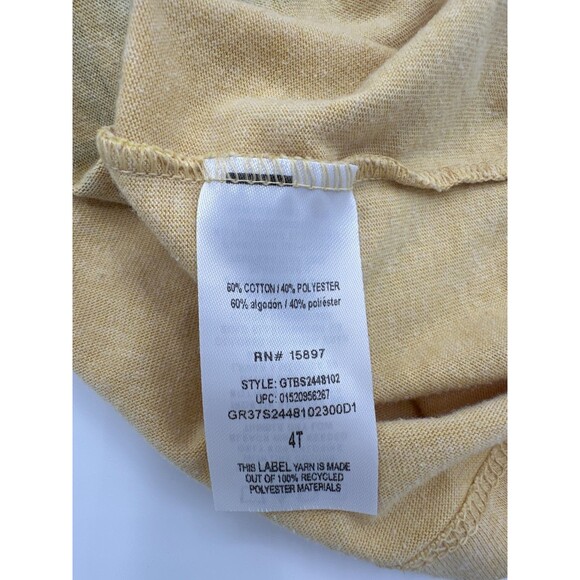 60% COTTON / 40% POLYESTER
60% algodón / 40% poliéster
RN# 15897
STYLE: GTBS2448102
UPC: 01520956267
GR37S2448102300D1
4T
THIS LABEL YARN IS MADE
OUT OF 100% RECYCLED
POLYESTER MATERIALS